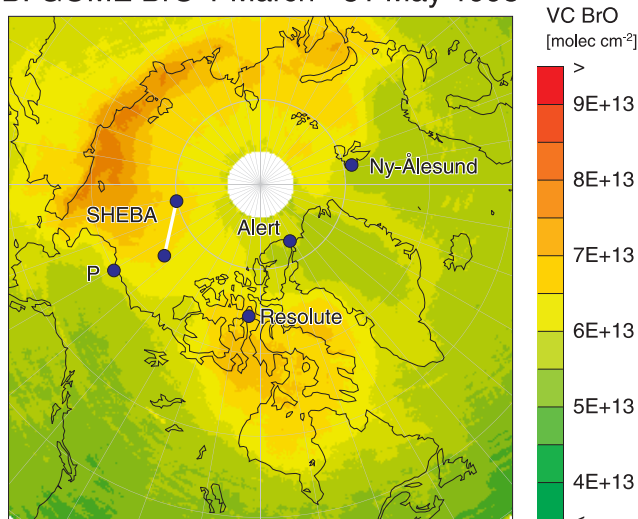 VC BrO
[molec cm⁻²]
>
9E+13
8E+13
7E+13
6E+13
5E+13
4E+13
Ny-Ålesund
SHEBA
Alert
P
Resolute